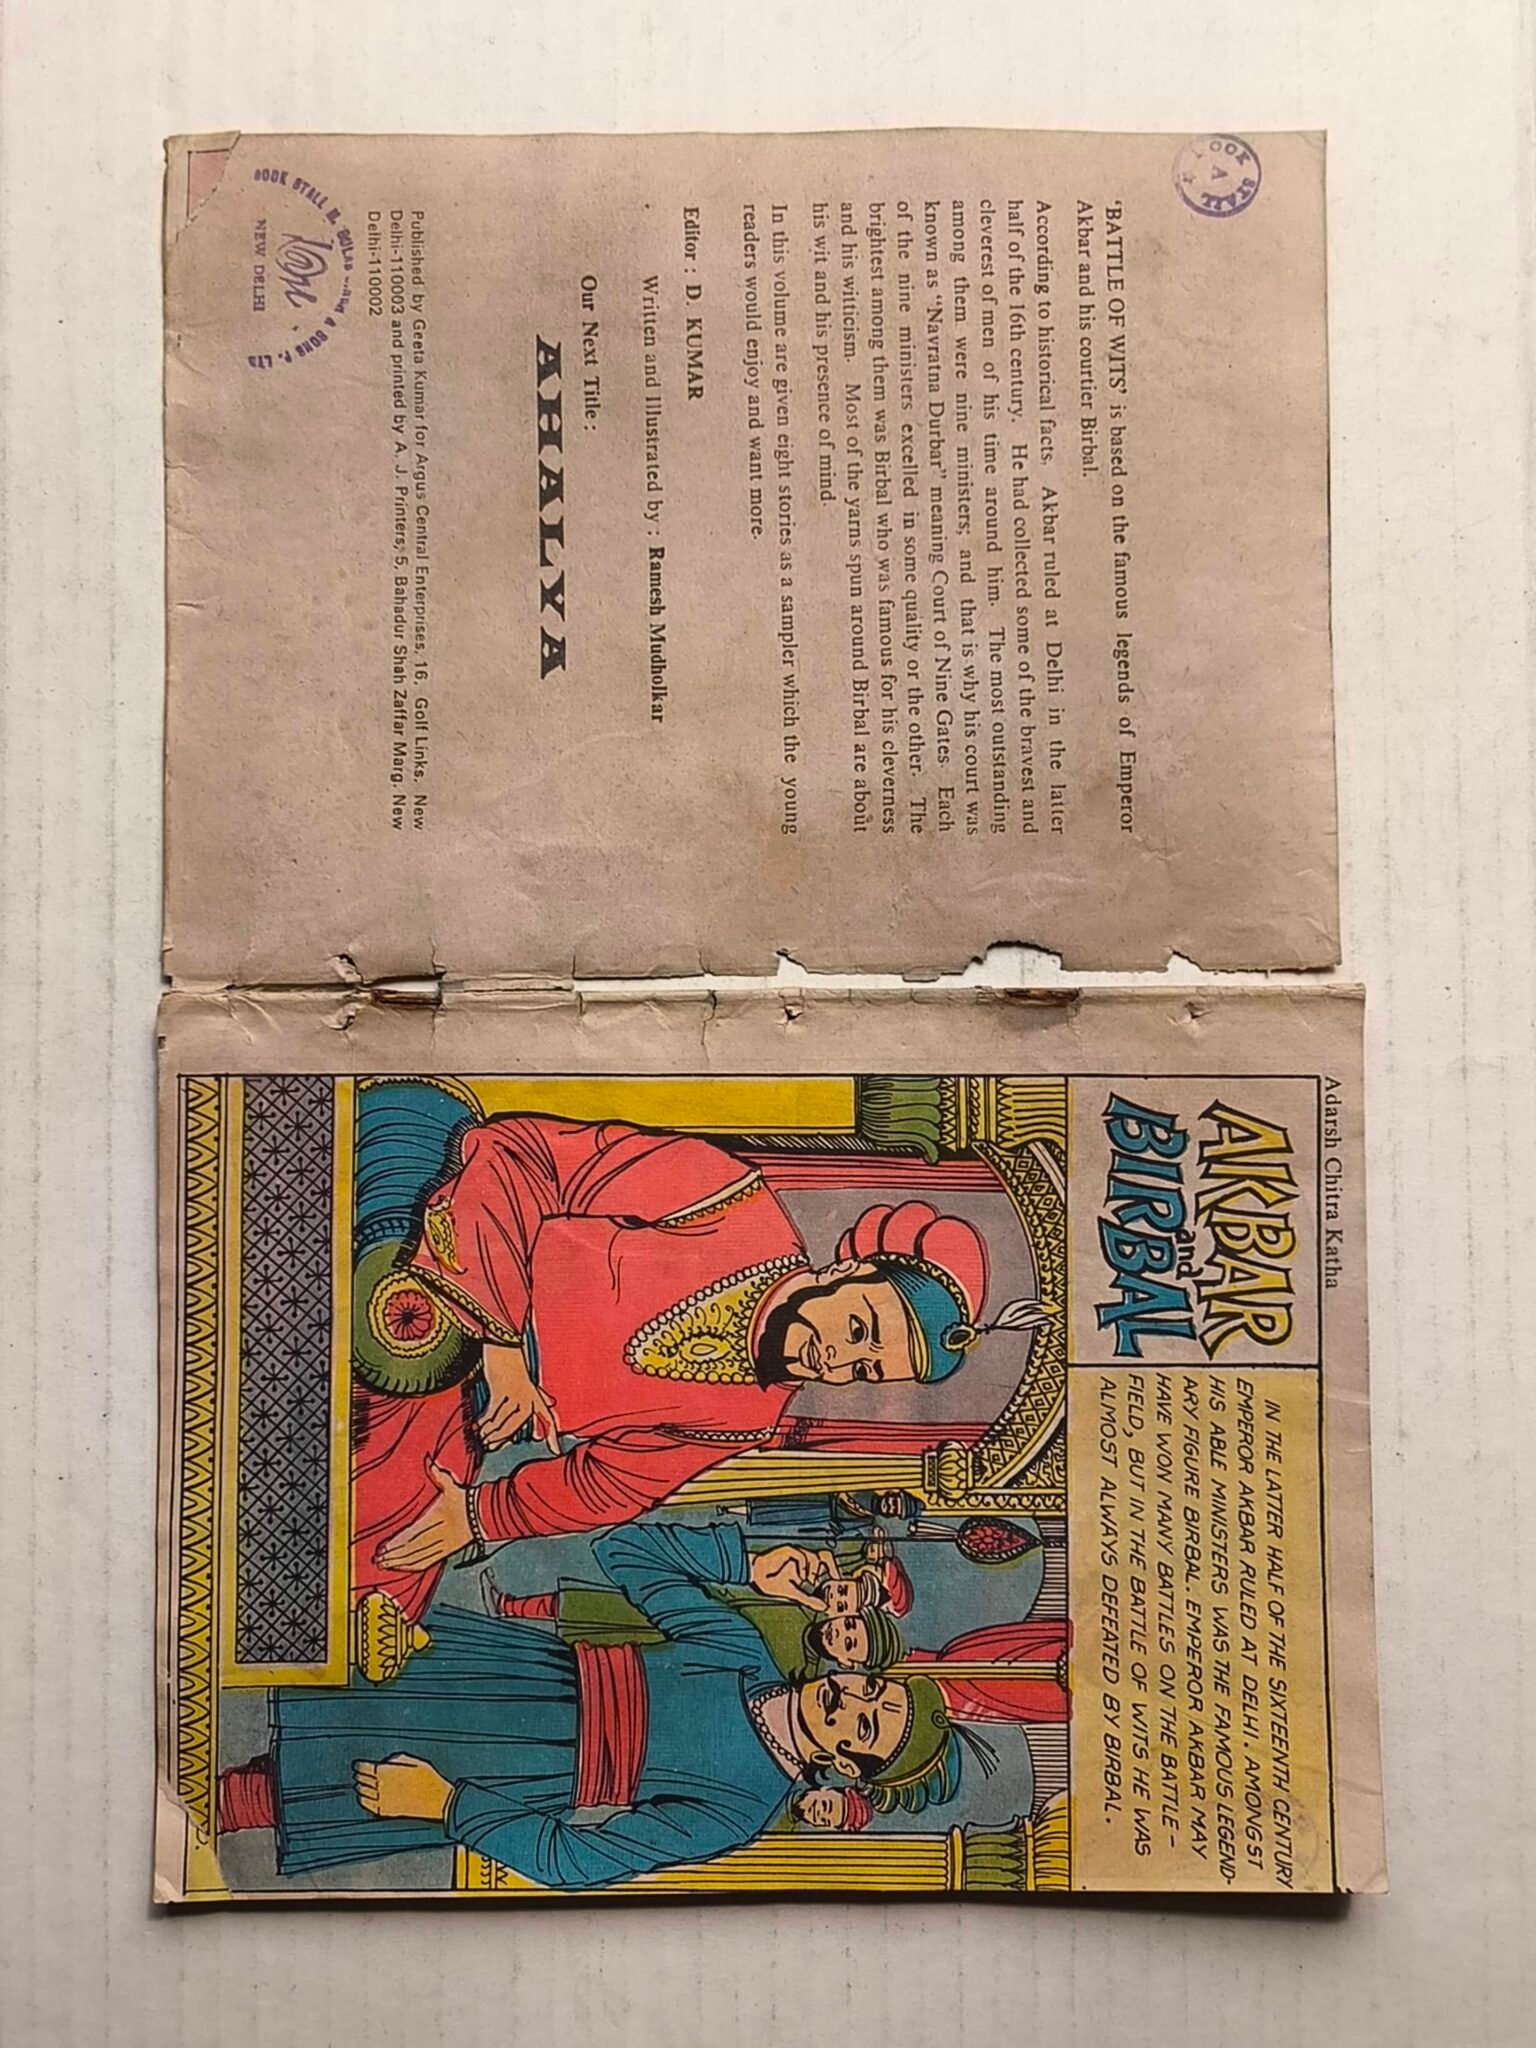 'BATTLE OF WITS' is based on the famous legends of Emperor
Akbar and his courtier Birbal.
According to historical facts, Akbar ruled at Delhi in the latter
half of the 16th century. He had collected some of the bravest and
cleverest of men of his time around him. The most outstanding
among them were nine ministers; and that is why his court was
known as "Navratna Durbar" meaning Court of Nine Gates. Each
of the nine ministers excelled in some quality or the other. The
brightest among them was Birbal who was famous for his cleverness
and his witticism. Most of the yarns spun around Birbal are about
his wit and his presence of mind.
In this volume are given eight stories as a sampler which the young
readers would enjoy and want more.
Editor : D. KUMAR
Written and Illustrated by : Ramesh Mudholkar
Our Next Title :
AHALYA
Published by Geeta Kumar for Argus Central Enterprises, 16, Golf Links, New
Delhi-110003 and printed by A. J. Printers, 5, Bahadur Shah Zaffar Marg, New
Delhi-110002
OOK STALL
A
BOOK STALL
& SONS P. LTD
NEW DELHI
Adarsh Chitra Katha
AKBAR
and
BIRBAL
IN THE LATTER HALF OF THE SIXTEENTH CENTURY
EMPEROR AKBAR RULED AT DELHI. AMONGST
HIS ABLE MINISTERS WAS THE FAMOUS LEGEND-
ARY FIGURE BIRBAL. EMPEROR AKBAR MAY
HAVE WON MANY BATTLES ON THE BATTLE-
FIELD, BUT IN THE BATTLE OF WITS HE WAS
ALMOST ALWAYS DEFEATED BY BIRBAL.